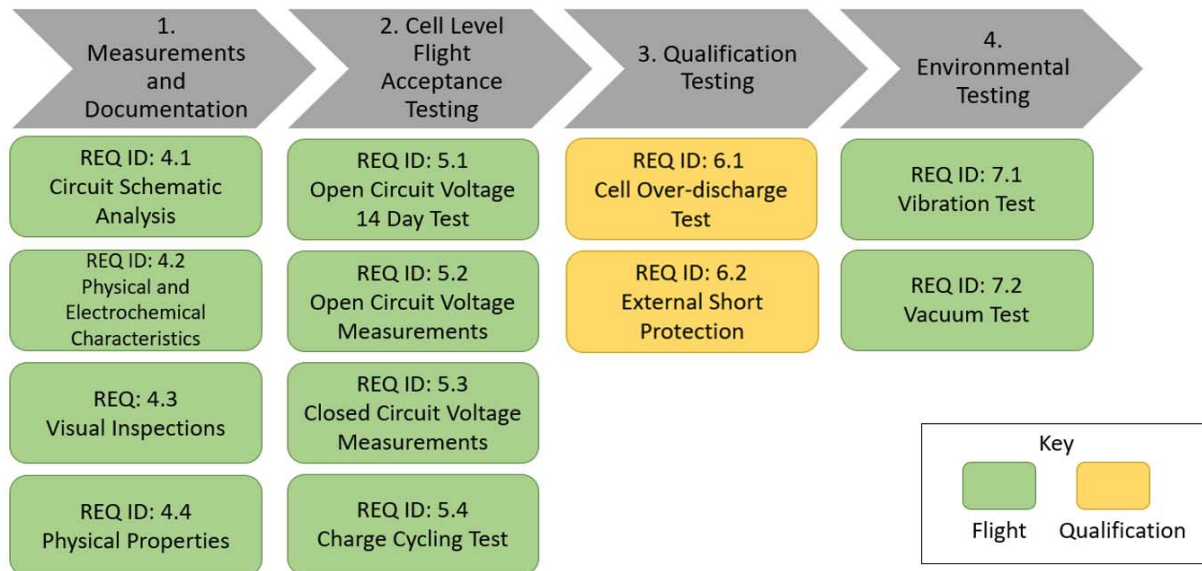 1.
Measurements
and
Documentation
2. Cell Level
Flight
Acceptance
Testing
3. Qualification
Testing
4.
Environmental
Testing
REQ ID: 4.1
Circuit Schematic
Analysis
REQ ID: 4.2
Physical and
Electrochemical
Characteristics
REQ: 4.3
Visual Inspections
REQ ID: 4.4
Physical Properties
REQ ID: 5.1
Open Circuit Voltage
14 Day Test
REQ ID: 5.2
Open Circuit Voltage
Measurements
REQ ID: 5.3
Closed Circuit Voltage
Measurements
REQ ID: 5.4
Charge Cycling Test
REQ ID: 6.1
Cell Over-discharge
Test
REQ ID: 6.2
External Short
Protection
REQ ID: 7.1
Vibration Test
REQ ID: 7.2
Vacuum Test
Key
Flight
Qualification